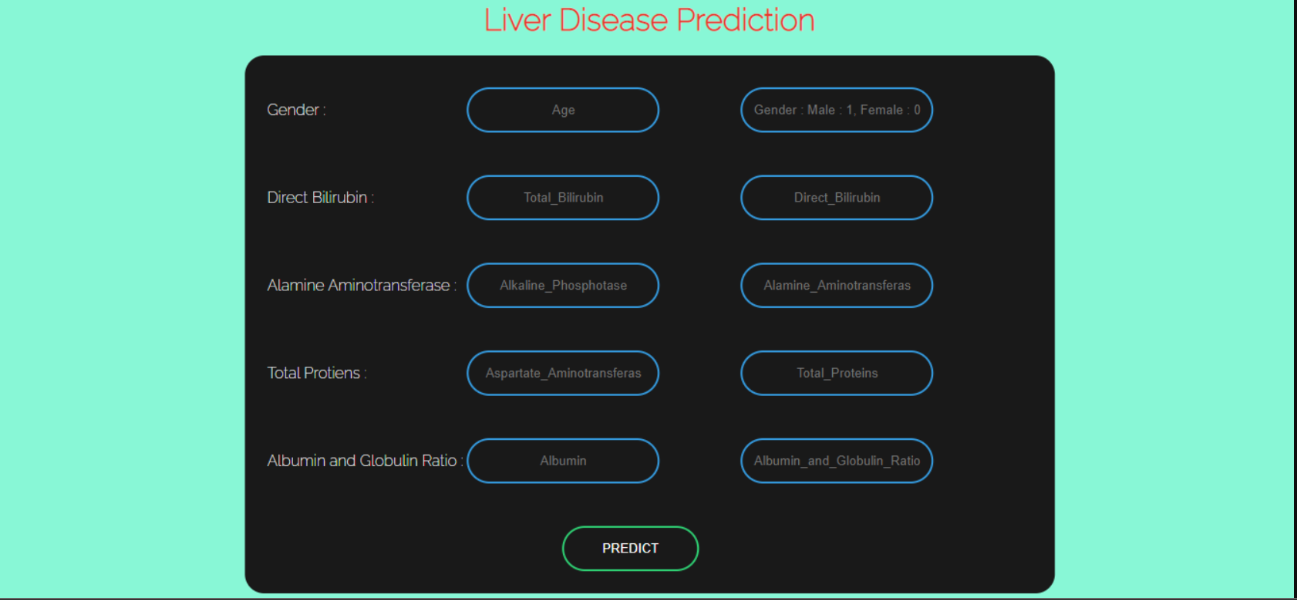 Liver Disease Prediction
Gender : Age Gender : Male : 1, Female : 0
Direct Bilirubin : Total_Bilirubin Direct_Bilirubin
Alamine Aminotransferase : Alkaline_Phosphotase Alamine_Aminotransferas
Total Protiens : Aspartate_Aminotransferas Total_Proteins
Albumin and Globulin Ratio : Albumin Albumin_and_Globulin_Ratio
PREDICT